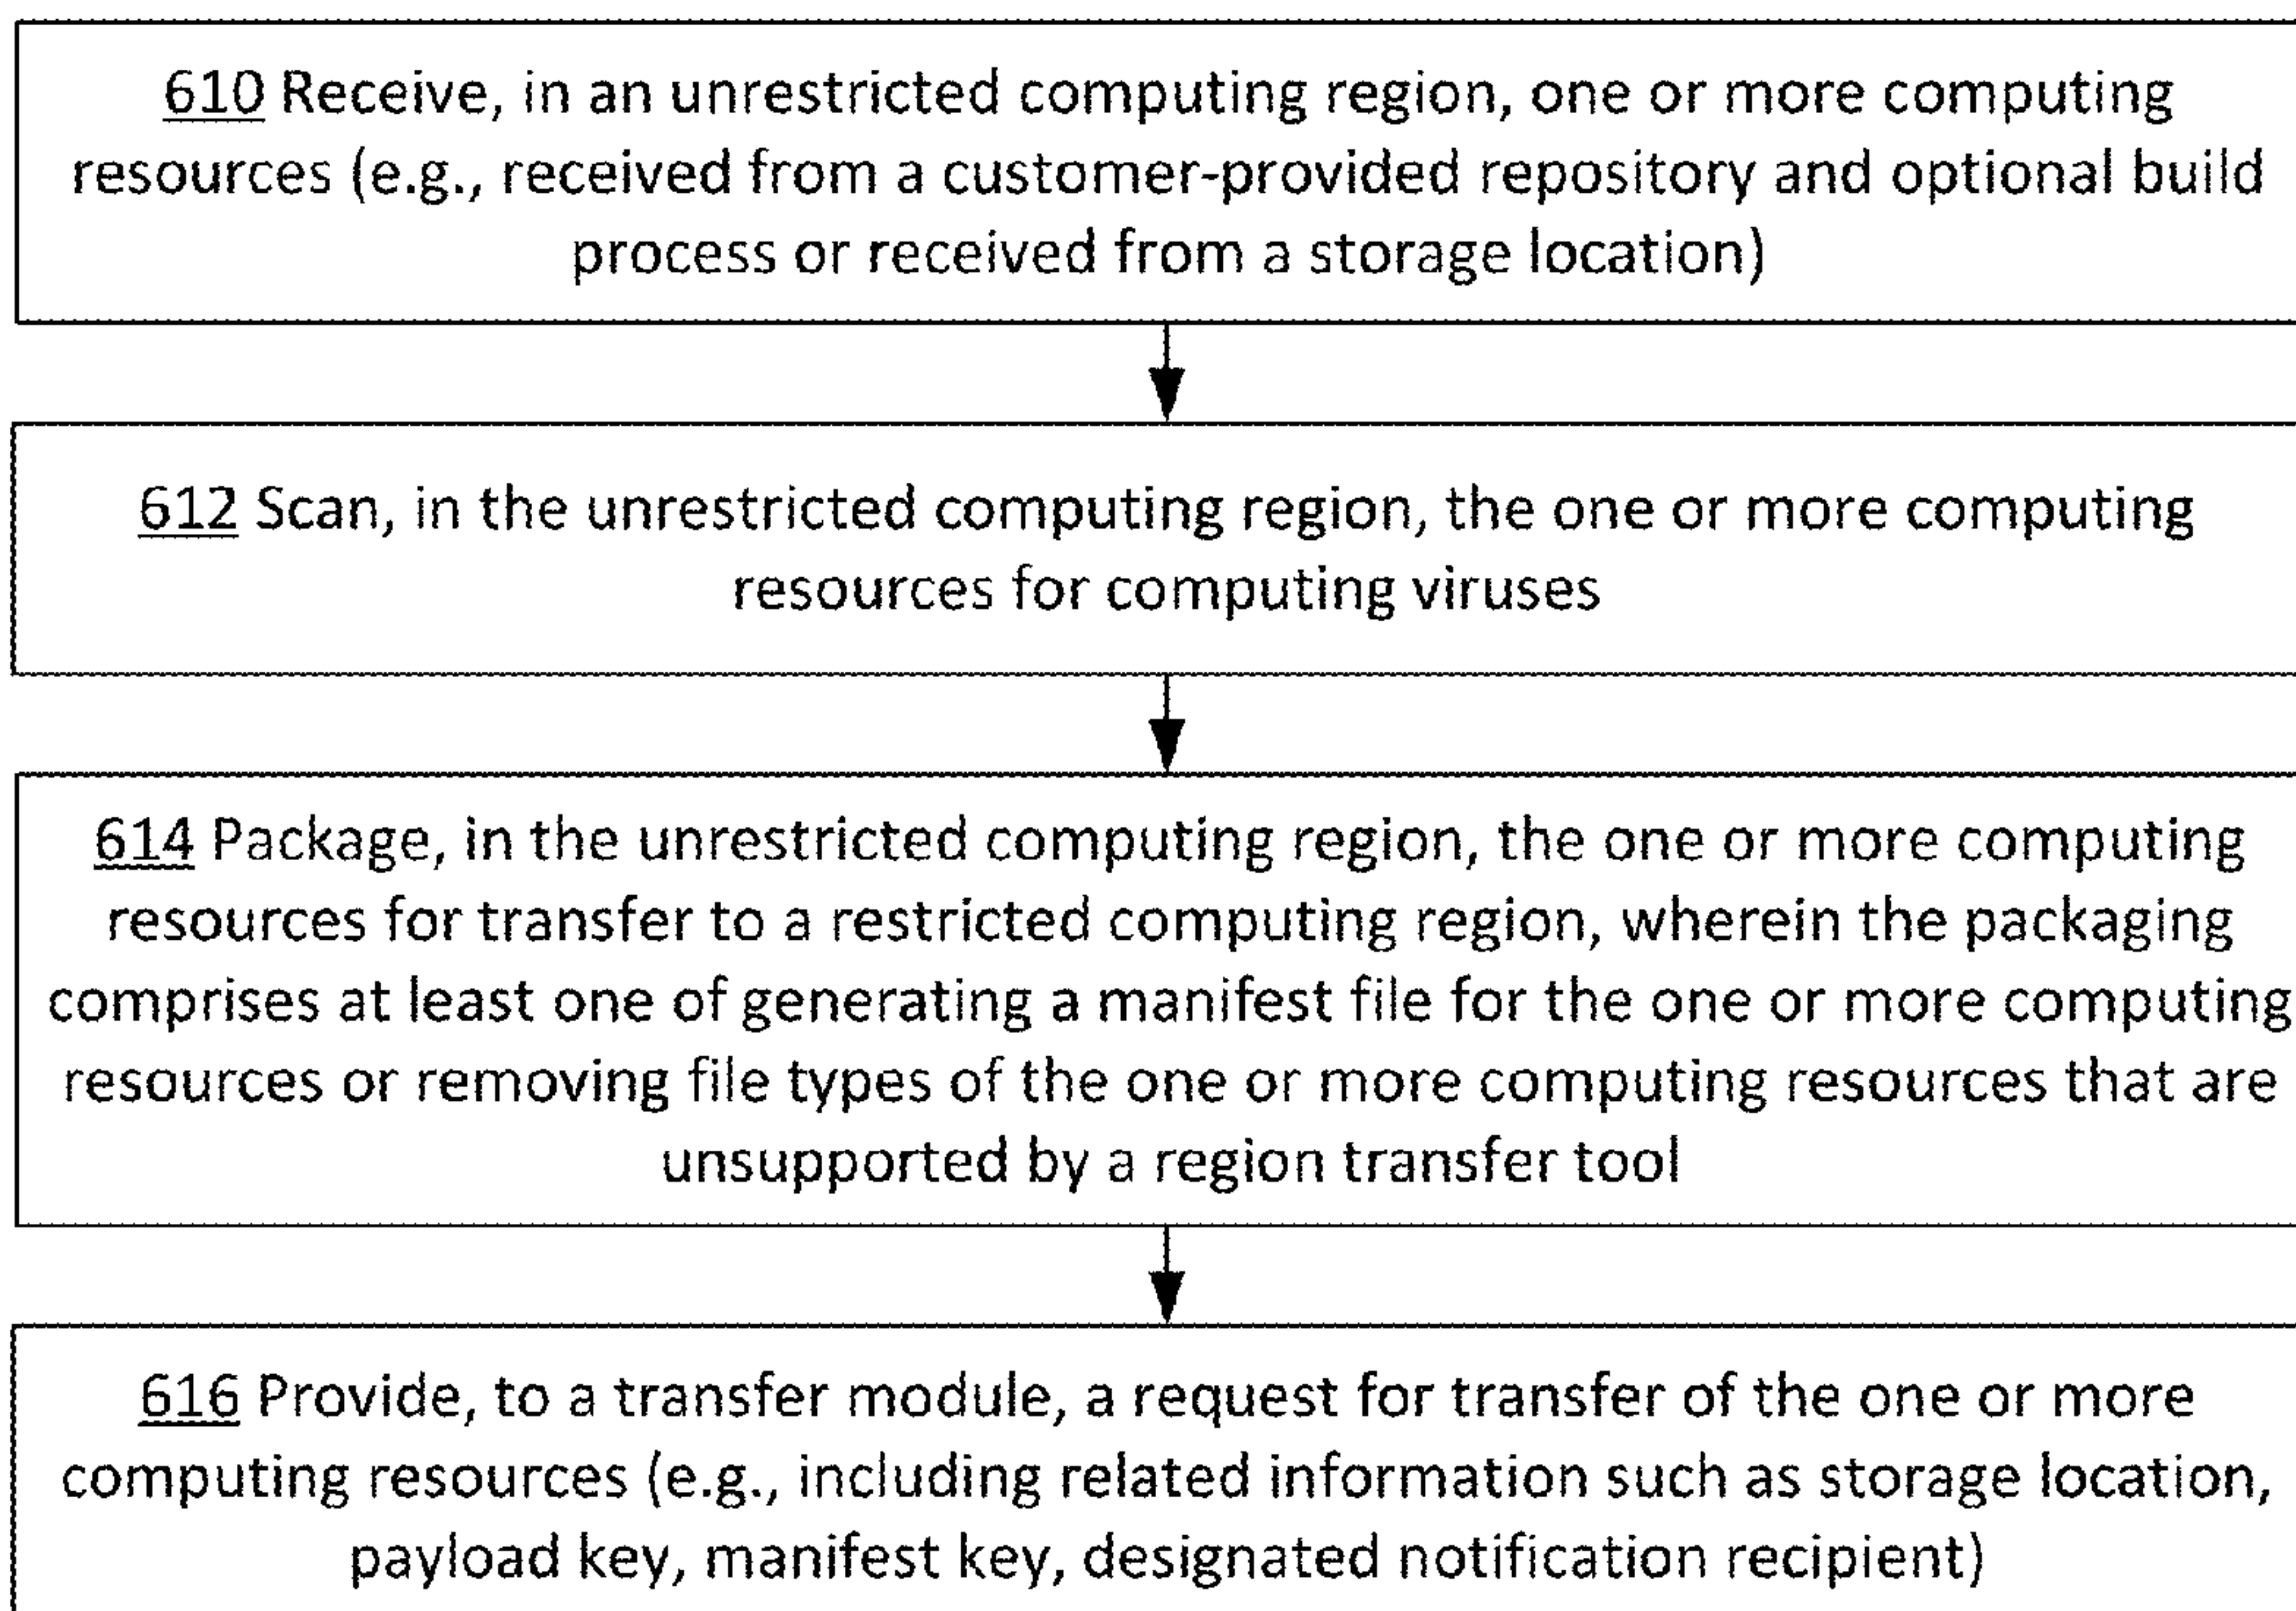 610 Receive, in an unrestricted computing region, one or more computing
resources (e.g., received from a customer-provided repository and optional build
process or received from a storage location)
612 Scan, in the unrestricted computing region, the one or more computing
resources for computing viruses
614 Package, in the unrestricted computing region, the one or more computing
resources for transfer to a restricted computing region, wherein the packaging
comprises at least one of generating a manifest file for the one or more computing
resources or removing file types of the one or more computing resources that are
unsupported by a region transfer tool
616 Provide, to a transfer module, a request for transfer of the one or more
computing resources (e.g., including related information such as storage location,
payload key, manifest key, designated notification recipient)